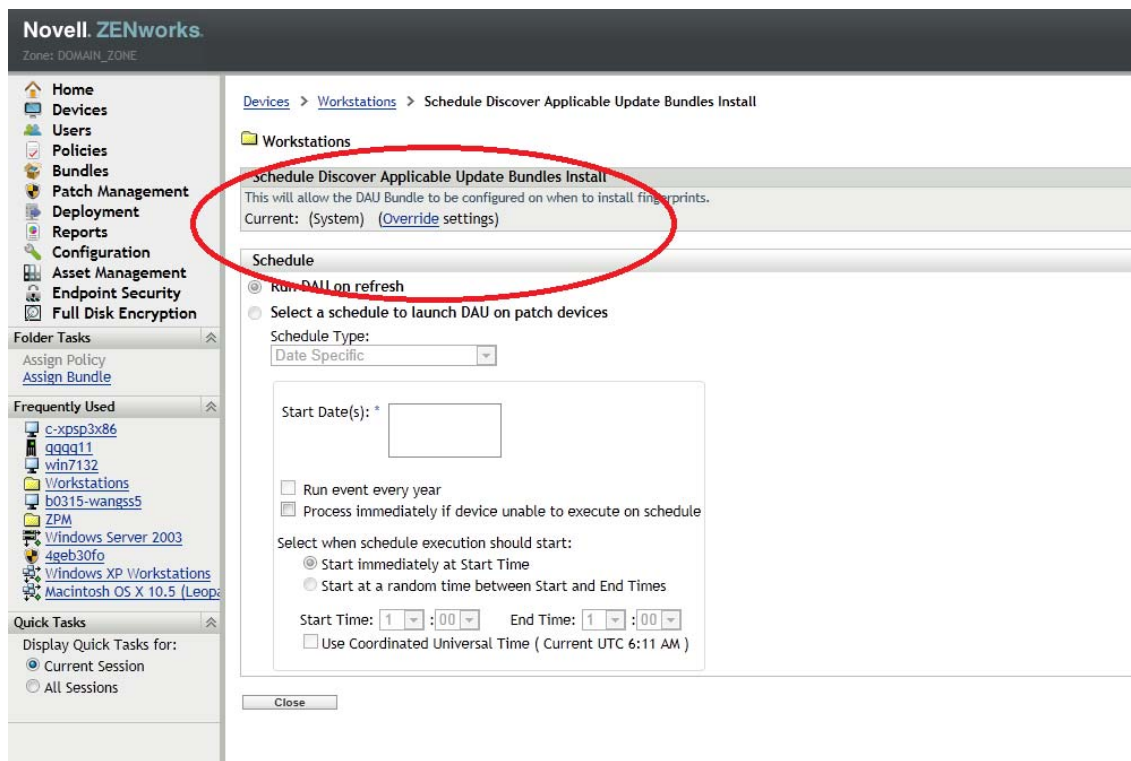 Novell. ZENworks.
Zone: DOMAIN_ZONE
Home
Devices
Users
Policies
Bundles
Patch Management
Deployment
Reports
Configuration
Asset Management
Endpoint Security
Full Disk Encryption
Folder Tasks
Assign Policy
Assign Bundle
Frequently Used
c-xpsp3x86
qqqq11
win7132
Workstations
b0315-wangss5
ZPM
Windows Server 2003
4geb30fo
Windows XP Workstations
Macintosh OS X 10.5 (Leopa
Quick Tasks
Display Quick Tasks for:
Current Session
All Sessions
Devices > Workstations > Schedule Discover Applicable Update Bundles Install
Workstations
Schedule Discover Applicable Update Bundles Install
This will allow the DAU Bundle to be configured on when to install fingerprints.
Current: (System) (Override settings)
Schedule
Run DAU on refresh
Select a schedule to launch DAU on patch devices
Schedule Type:
Date Specific
Start Date(s): *
Run event every year
Process immediately if device unable to execute on schedule
Select when schedule execution should start:
Start immediately at Start Time
Start at a random time between Start and End Times
Start Time: 1 : 00 End Time: 1 : 00
Use Coordinated Universal Time ( Current UTC 6:11 AM )
Close